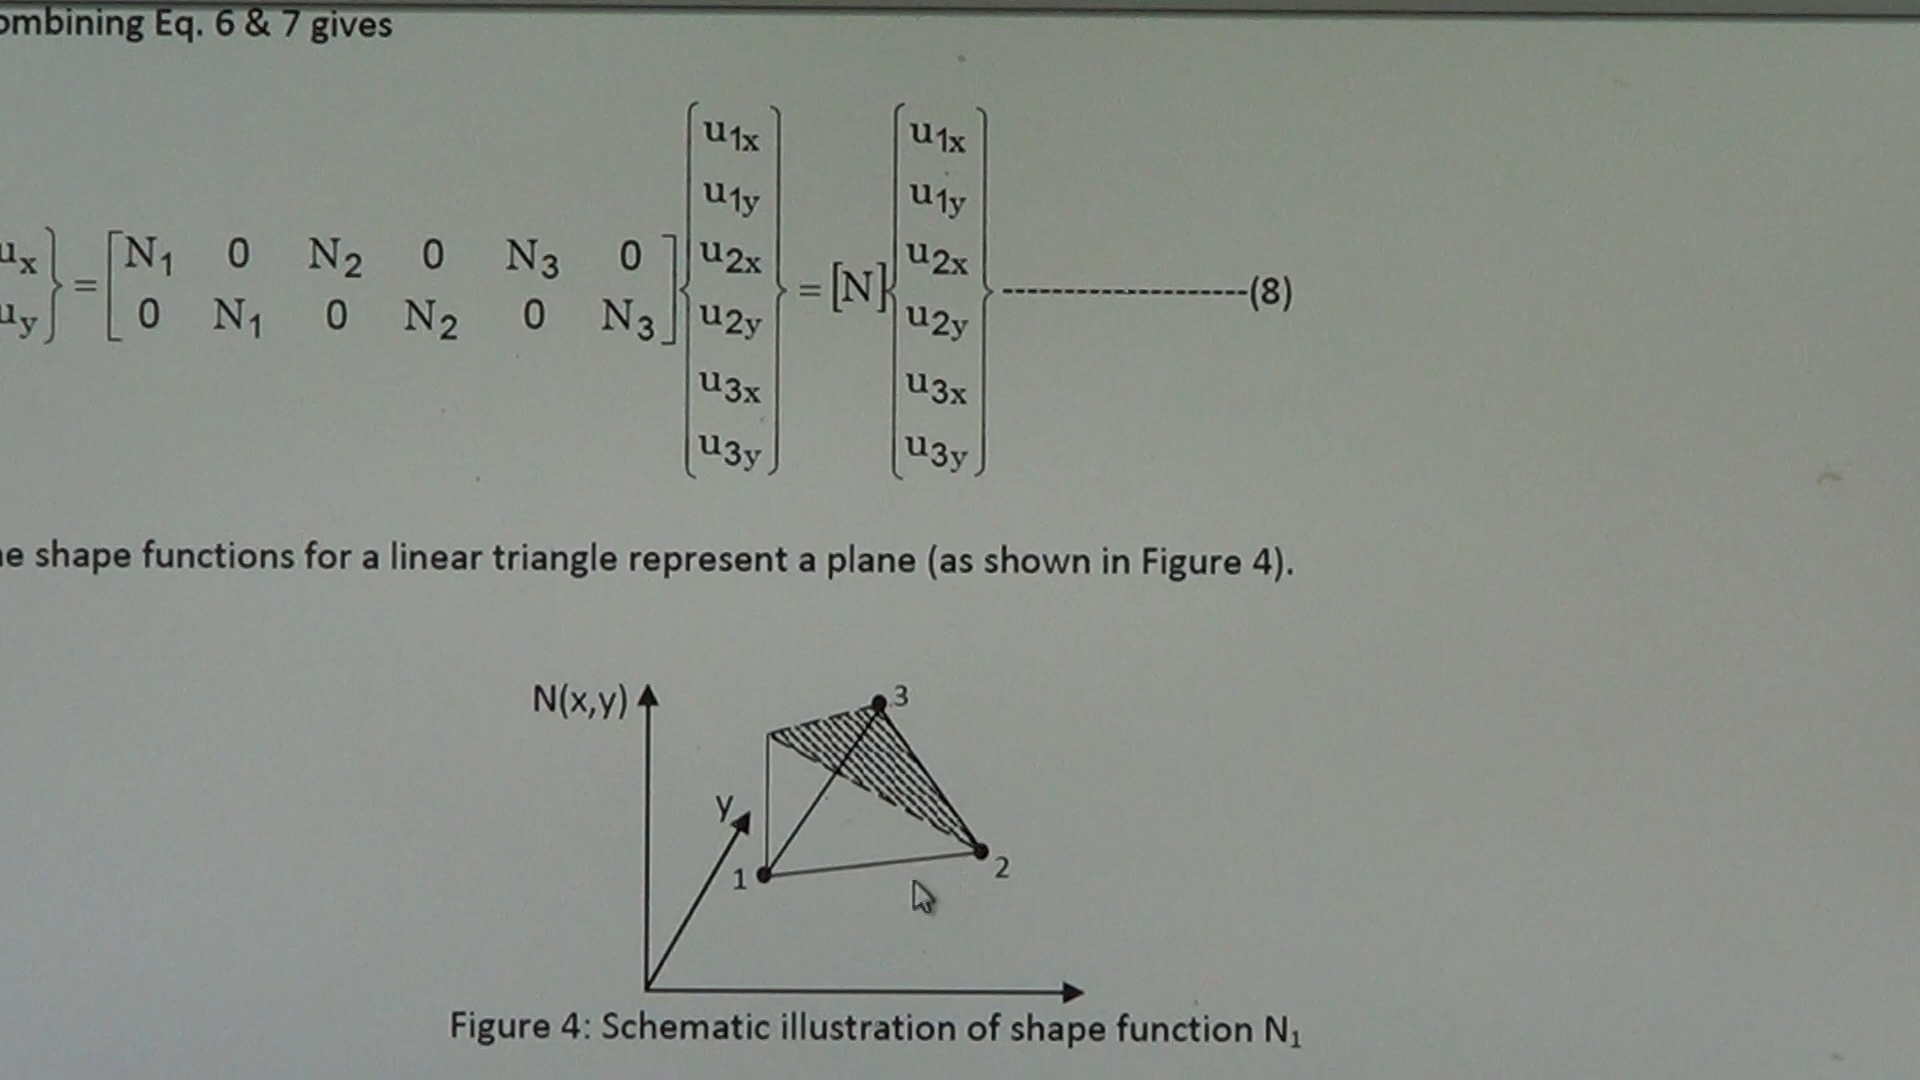 ombining Eq. 6 & 7 gives
{ux uy} = [N1 0 N2 0 N3 0; 0 N1 0 N2 0 N3] {u1x u1y u2x u2y u3x u3y} = [N] {u1x u1y u2x u2y u3x u3y} --------------------(8)
e shape functions for a linear triangle represent a plane (as shown in Figure 4).
N(x,y)
3
y
1
2
Figure 4: Schematic illustration of shape function N1